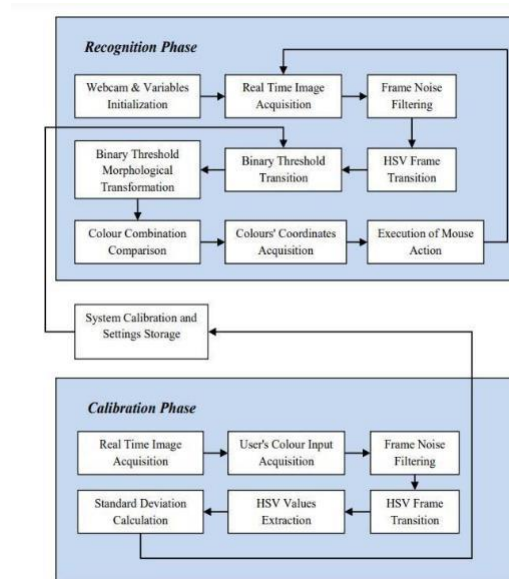 Recognition Phase
Webcam & Variables
Initialization
Real Time Image
Acquisition
Frame Noise
Filtering
Binary Threshold
Morphological
Transformation
Binary Threshold
Transition
HSV Frame
Transition
Colour Combination
Comparison
Colours' Coordinates
Acquisition
Execution of Mouse
Action
System Calibration and
Settings Storage
Calibration Phase
Real Time Image
Acquisition
User's Colour Input
Acquisition
Frame Noise
Filtering
Standard Deviation
Calculation
HSV Values
Extraction
HSV Frame
Transition